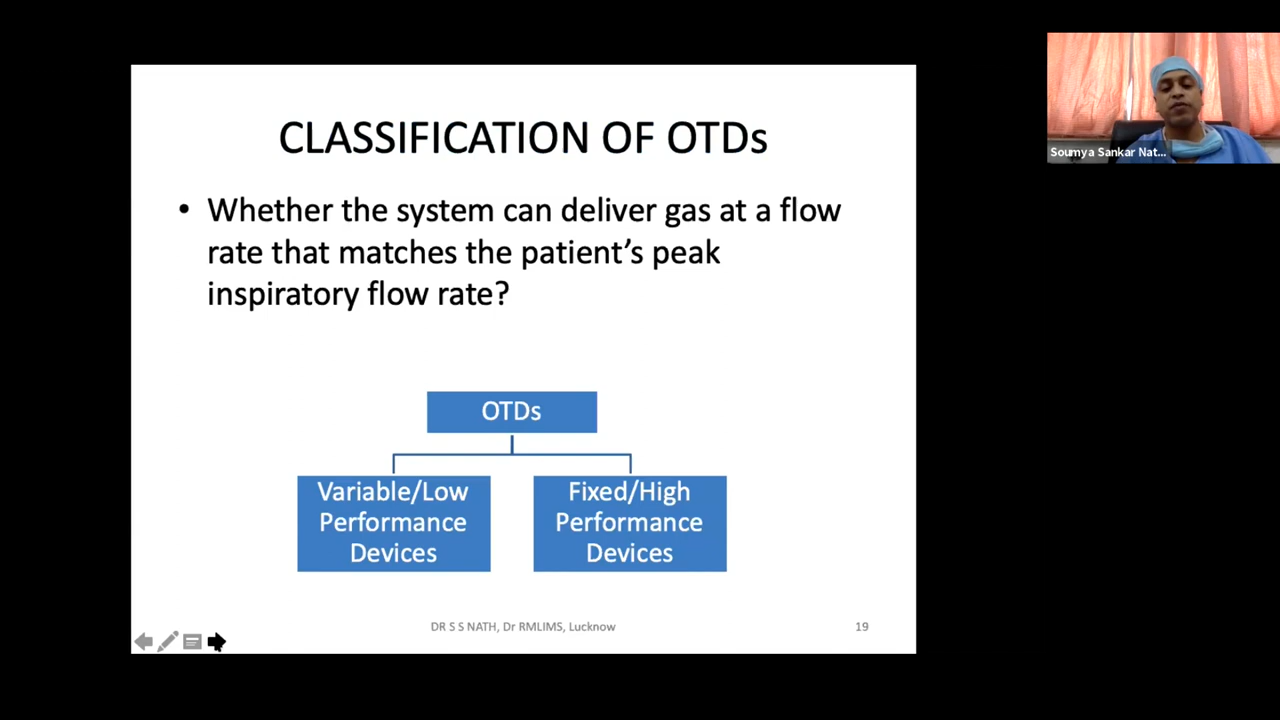 CLASSIFICATION OF OTDs
• Whether the system can deliver gas at a flow
rate that matches the patient’s peak
inspiratory flow rate?
OTDs
Variable/Low
Performance
Devices
Fixed/High
Performance
Devices
DR S S NATH, Dr RMLIMS, Lucknow
19
Soumya Sankar Nat...